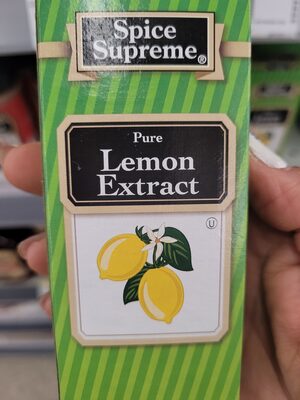 Spice
Supreme®
Pure
Lemon
Extract
U